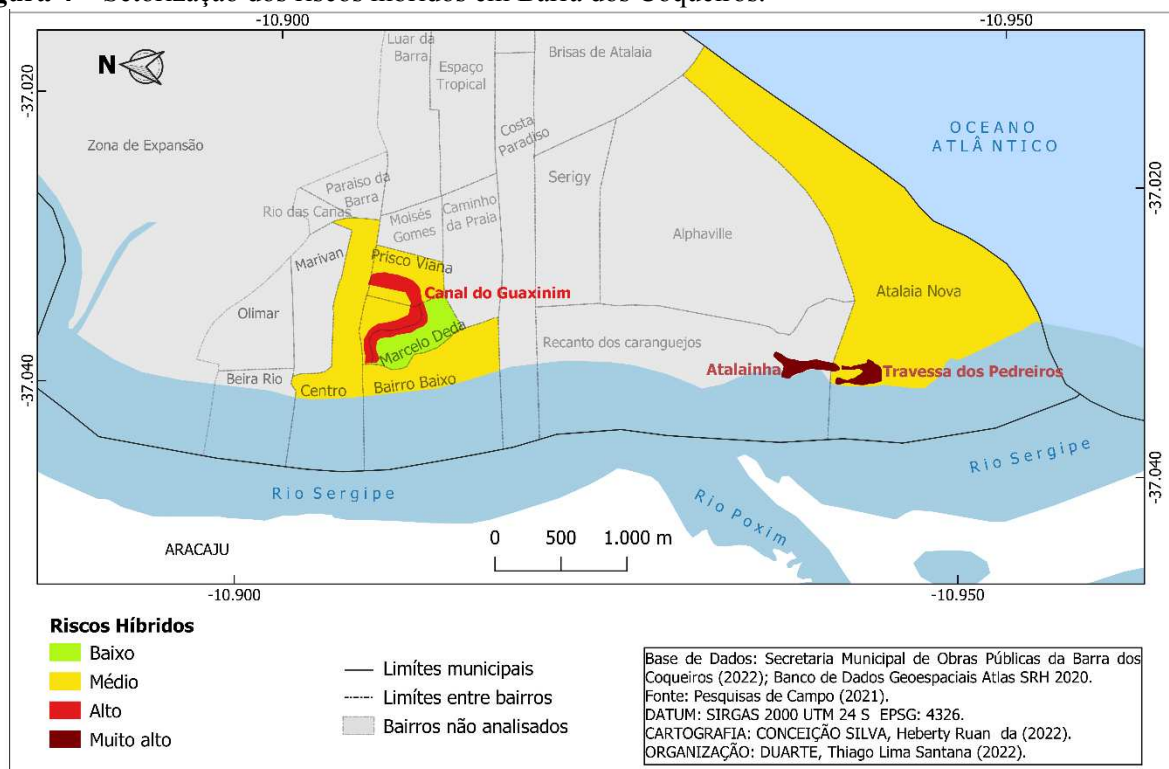 gura 4 – Setorização dos riscos híbridos em Barra dos Coqueiros.
-10.900
-10.950
N
-37.020
-37.020
Luar da
Barra
Espaço
Tropical
Brisas de Atalaia
Costa
Paradiso
OCEANO
ATLÂNTICO
Zona de Expansão
Paraiso da
Barra
Serigy
Rio das Canas
Moisés
Gomes
Caminho
da Praia
Alphaville
Marivan
Prisco Viana
Canal do Guaxinim
Atalaia Nova
Olimar
Marcelo Deda
Recanto dos caranguejos
Beira Rio
Centro
Bairro Baixo
Atalainha
Travessa dos Pedreiros
-37.040
-37.040
Rio Sergipe
Rio Sergipe
Rio Poxim
ARACAJU
0 500 1.000 m
-10.900
-10.950
Riscos Híbridos
Baixo
Médio
Alto
Muito alto
Limítes municipais
Limítes entre bairros
Bairros não analisados
Base de Dados: Secretaria Municipal de Obras Públicas da Barra dos
Coqueiros (2022); Banco de Dados Geoespaciais Atlas SRH 2020.
Fonte: Pesquisas de Campo (2021).
DATUM: SIRGAS 2000 UTM 24 S EPSG: 4326.
CARTOGRAFIA: CONCEIÇÃO SILVA, Heberty Ruan da (2022).
ORGANIZAÇÃO: DUARTE, Thiago Lima Santana (2022).